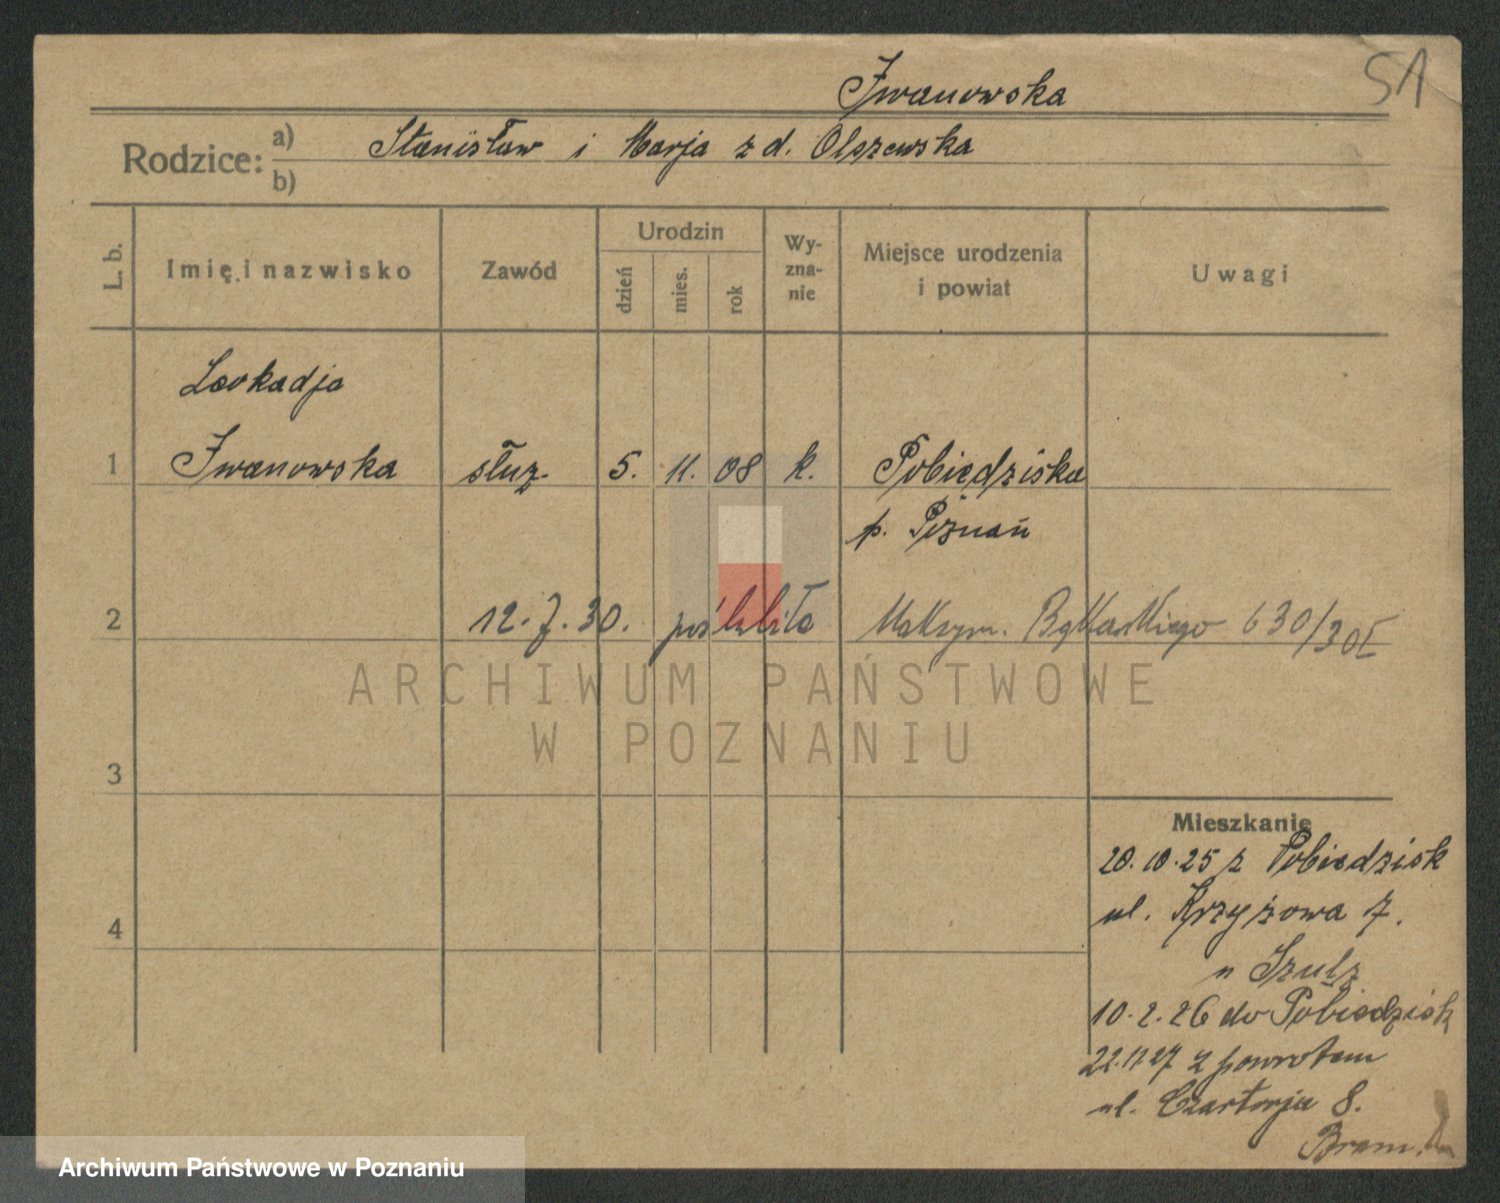 51
Iwanowska
Rodzice: a) Stanisław i Marja z d. Olszewska
b)
L. b.
Imię i nazwisko
Zawód
Urodzin
dzień
mies.
rok
Wy-
zna-
nie
Miejsce urodzenia
i powiat
Uwagi
Leokadja
1 Iwanowska służ. 5. 11. 08 k. Pobiedziska
p. Poznań
2 12. 7. 30. poślubiła Maksym. 630/30
3
4
Mieszkanie
20.10.25 z Pobiedzisk
ul. Krzyżowa 7.
u Szulz
10.2.26 do Pobiedzisk
22.11.27 z powrotem
ul. Czartorja 8.
ARCHIWUM PAŃSTWOWE
W POZNANIU
Archiwum Państwowe w Poznaniu